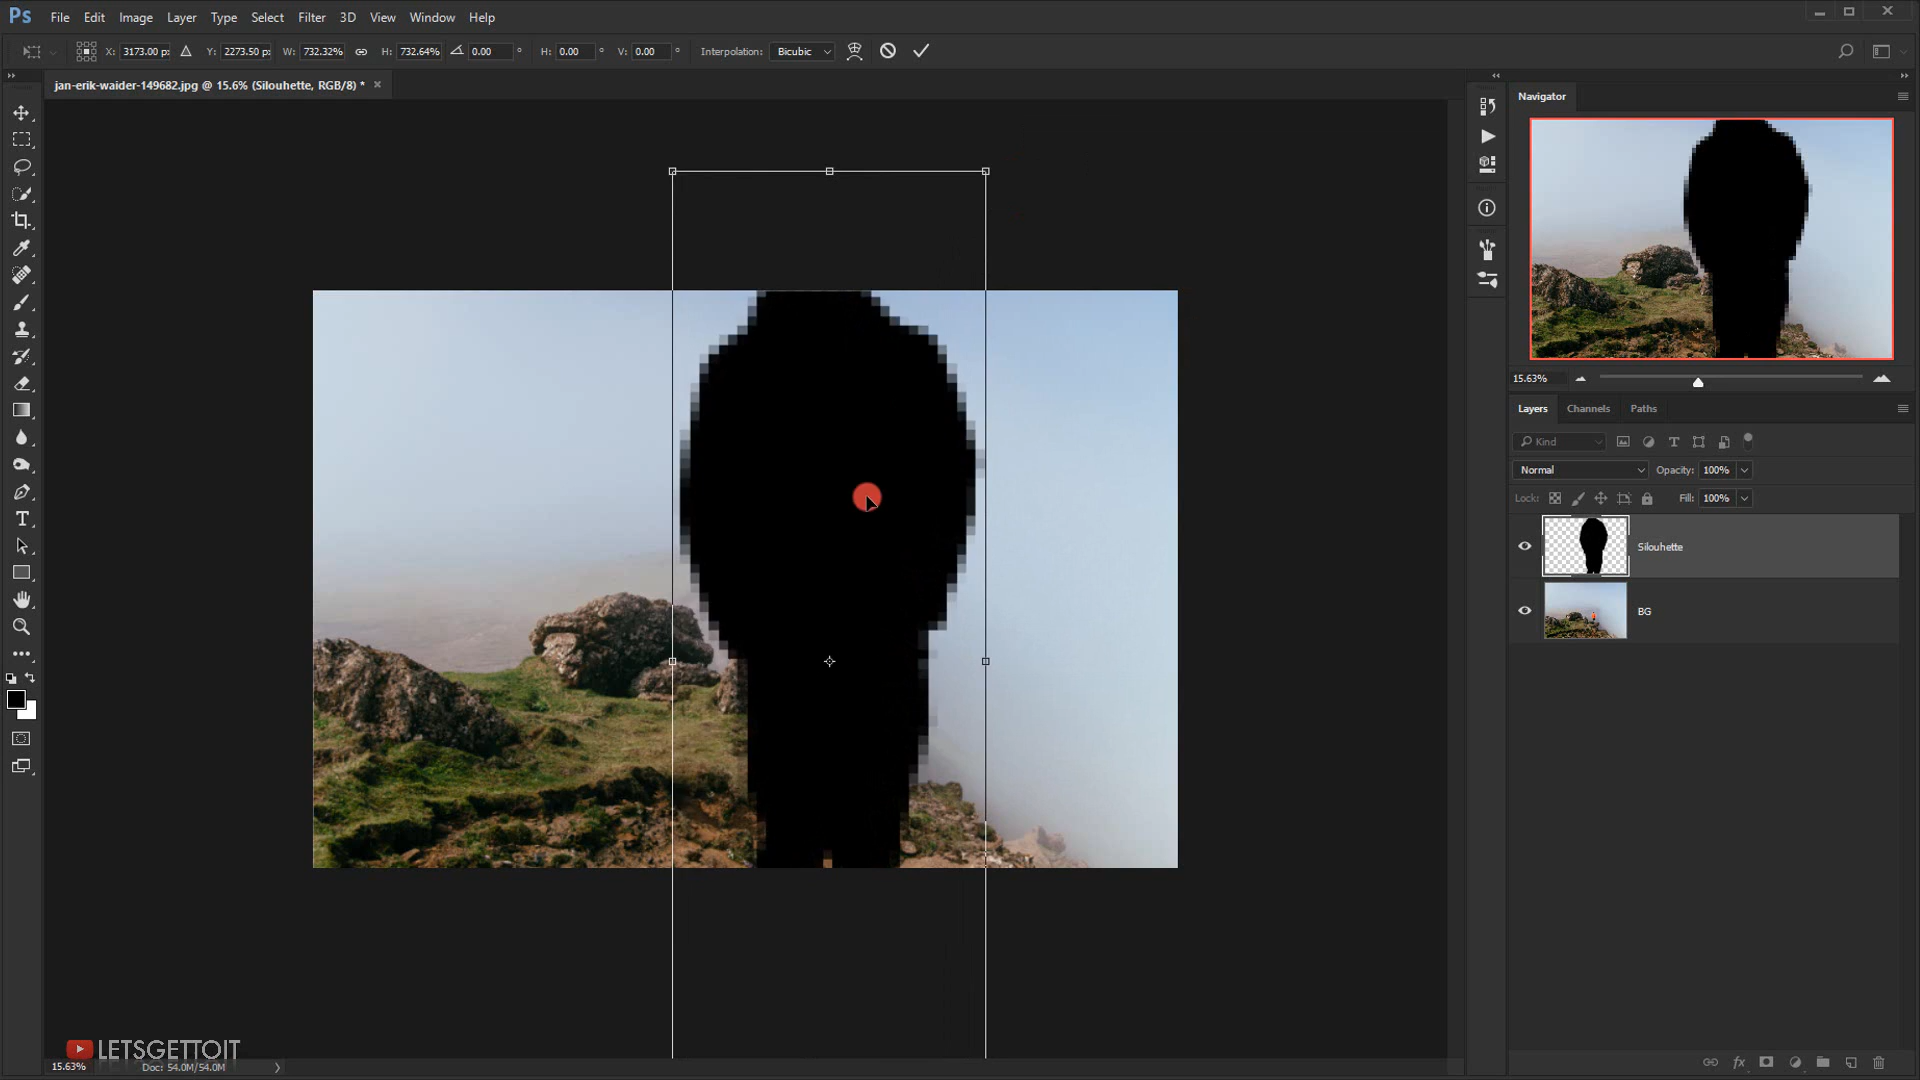 Ps File Edit Image Layer Type Select Filter 3D View Window Help
X: 3173.00 p: Y: 2273.50 p: W: 732.32% H: 732.64% 0.00 ° H: 0.00 ° V: 0.00 ° Interpolation: Bicubic
jan-erik-waider-149682.jpg @ 15.6% (Silouhette, RGB/8) * ×
Navigator
15.63%
Layers Channels Paths
Kind
Normal Opacity: 100%
Lock: Fill: 100%
Silouhette
BG
LETSGETTOIT
15.63% Doc: 54.0M/54.0M